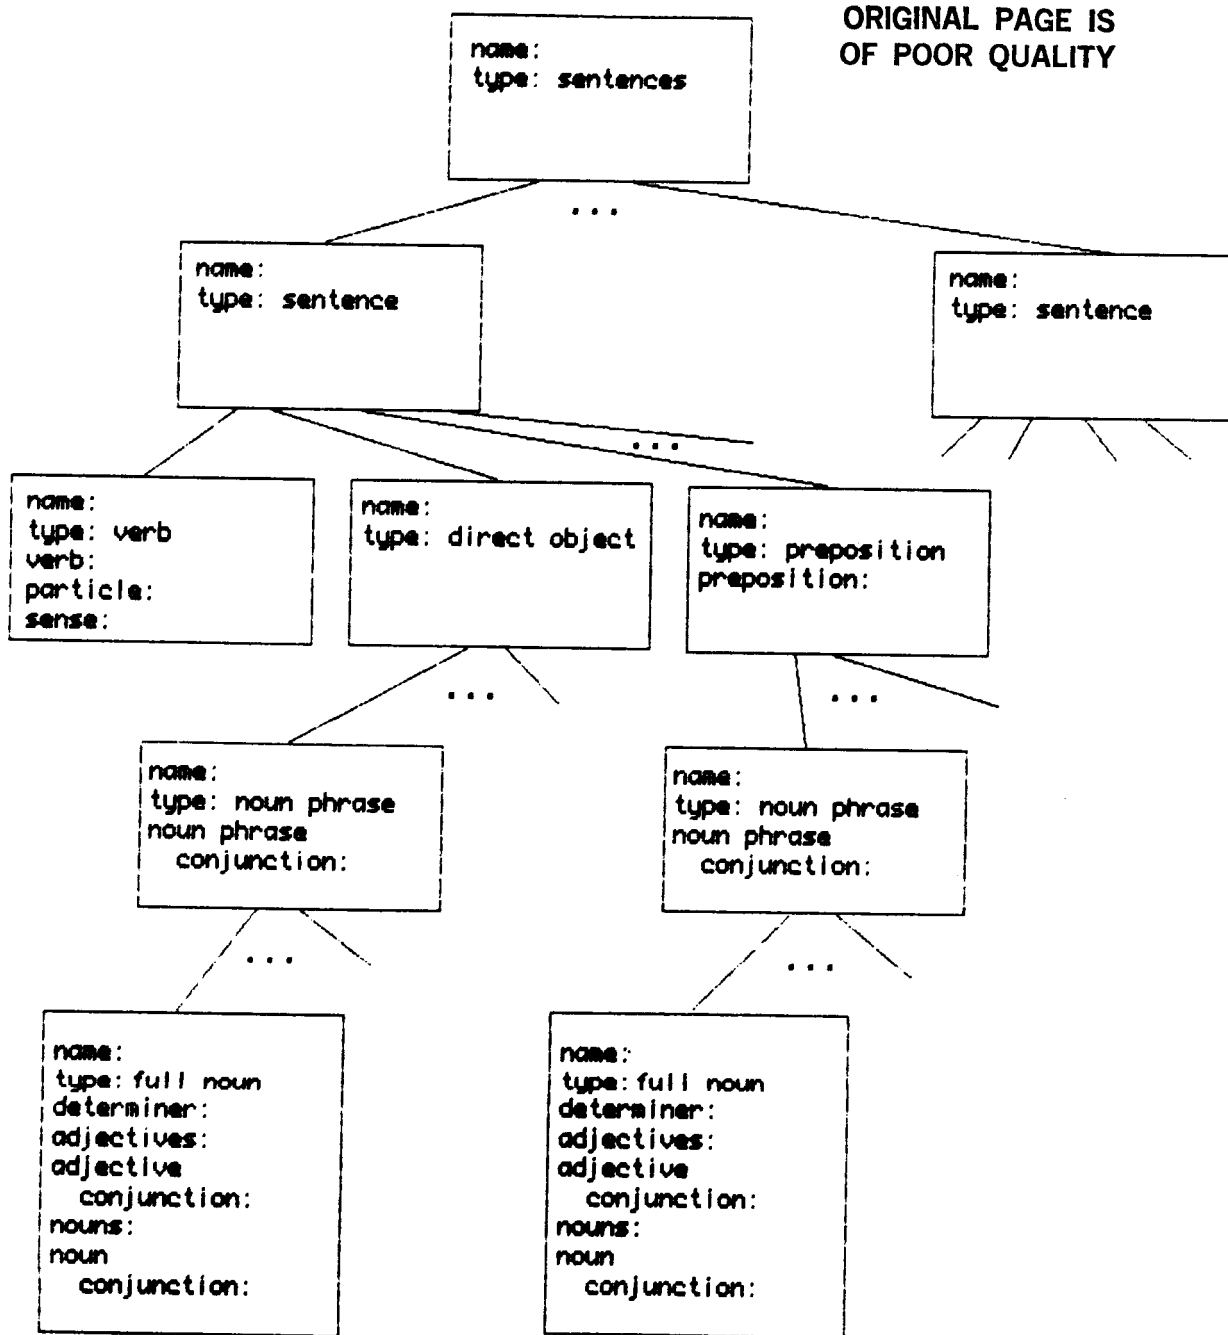 ORIGINAL PAGE IS
OF POOR QUALITY
name:
type: sentences
...
name:
type: sentence
name:
type: sentence
...
name:
type: verb
verb:
particle:
sense:
name:
type: direct object
name:
type: preposition
preposition:
...
...
name:
type: noun phrase
noun phrase
conjunction:
name:
type: noun phrase
noun phrase
conjunction:
...
...
name:
type: full noun
determiner:
adjectives:
adjective
conjunction:
nouns:
noun
conjunction:
name:
type: full noun
determiner:
adjectives:
adjective
conjunction:
nouns:
noun
conjunction: